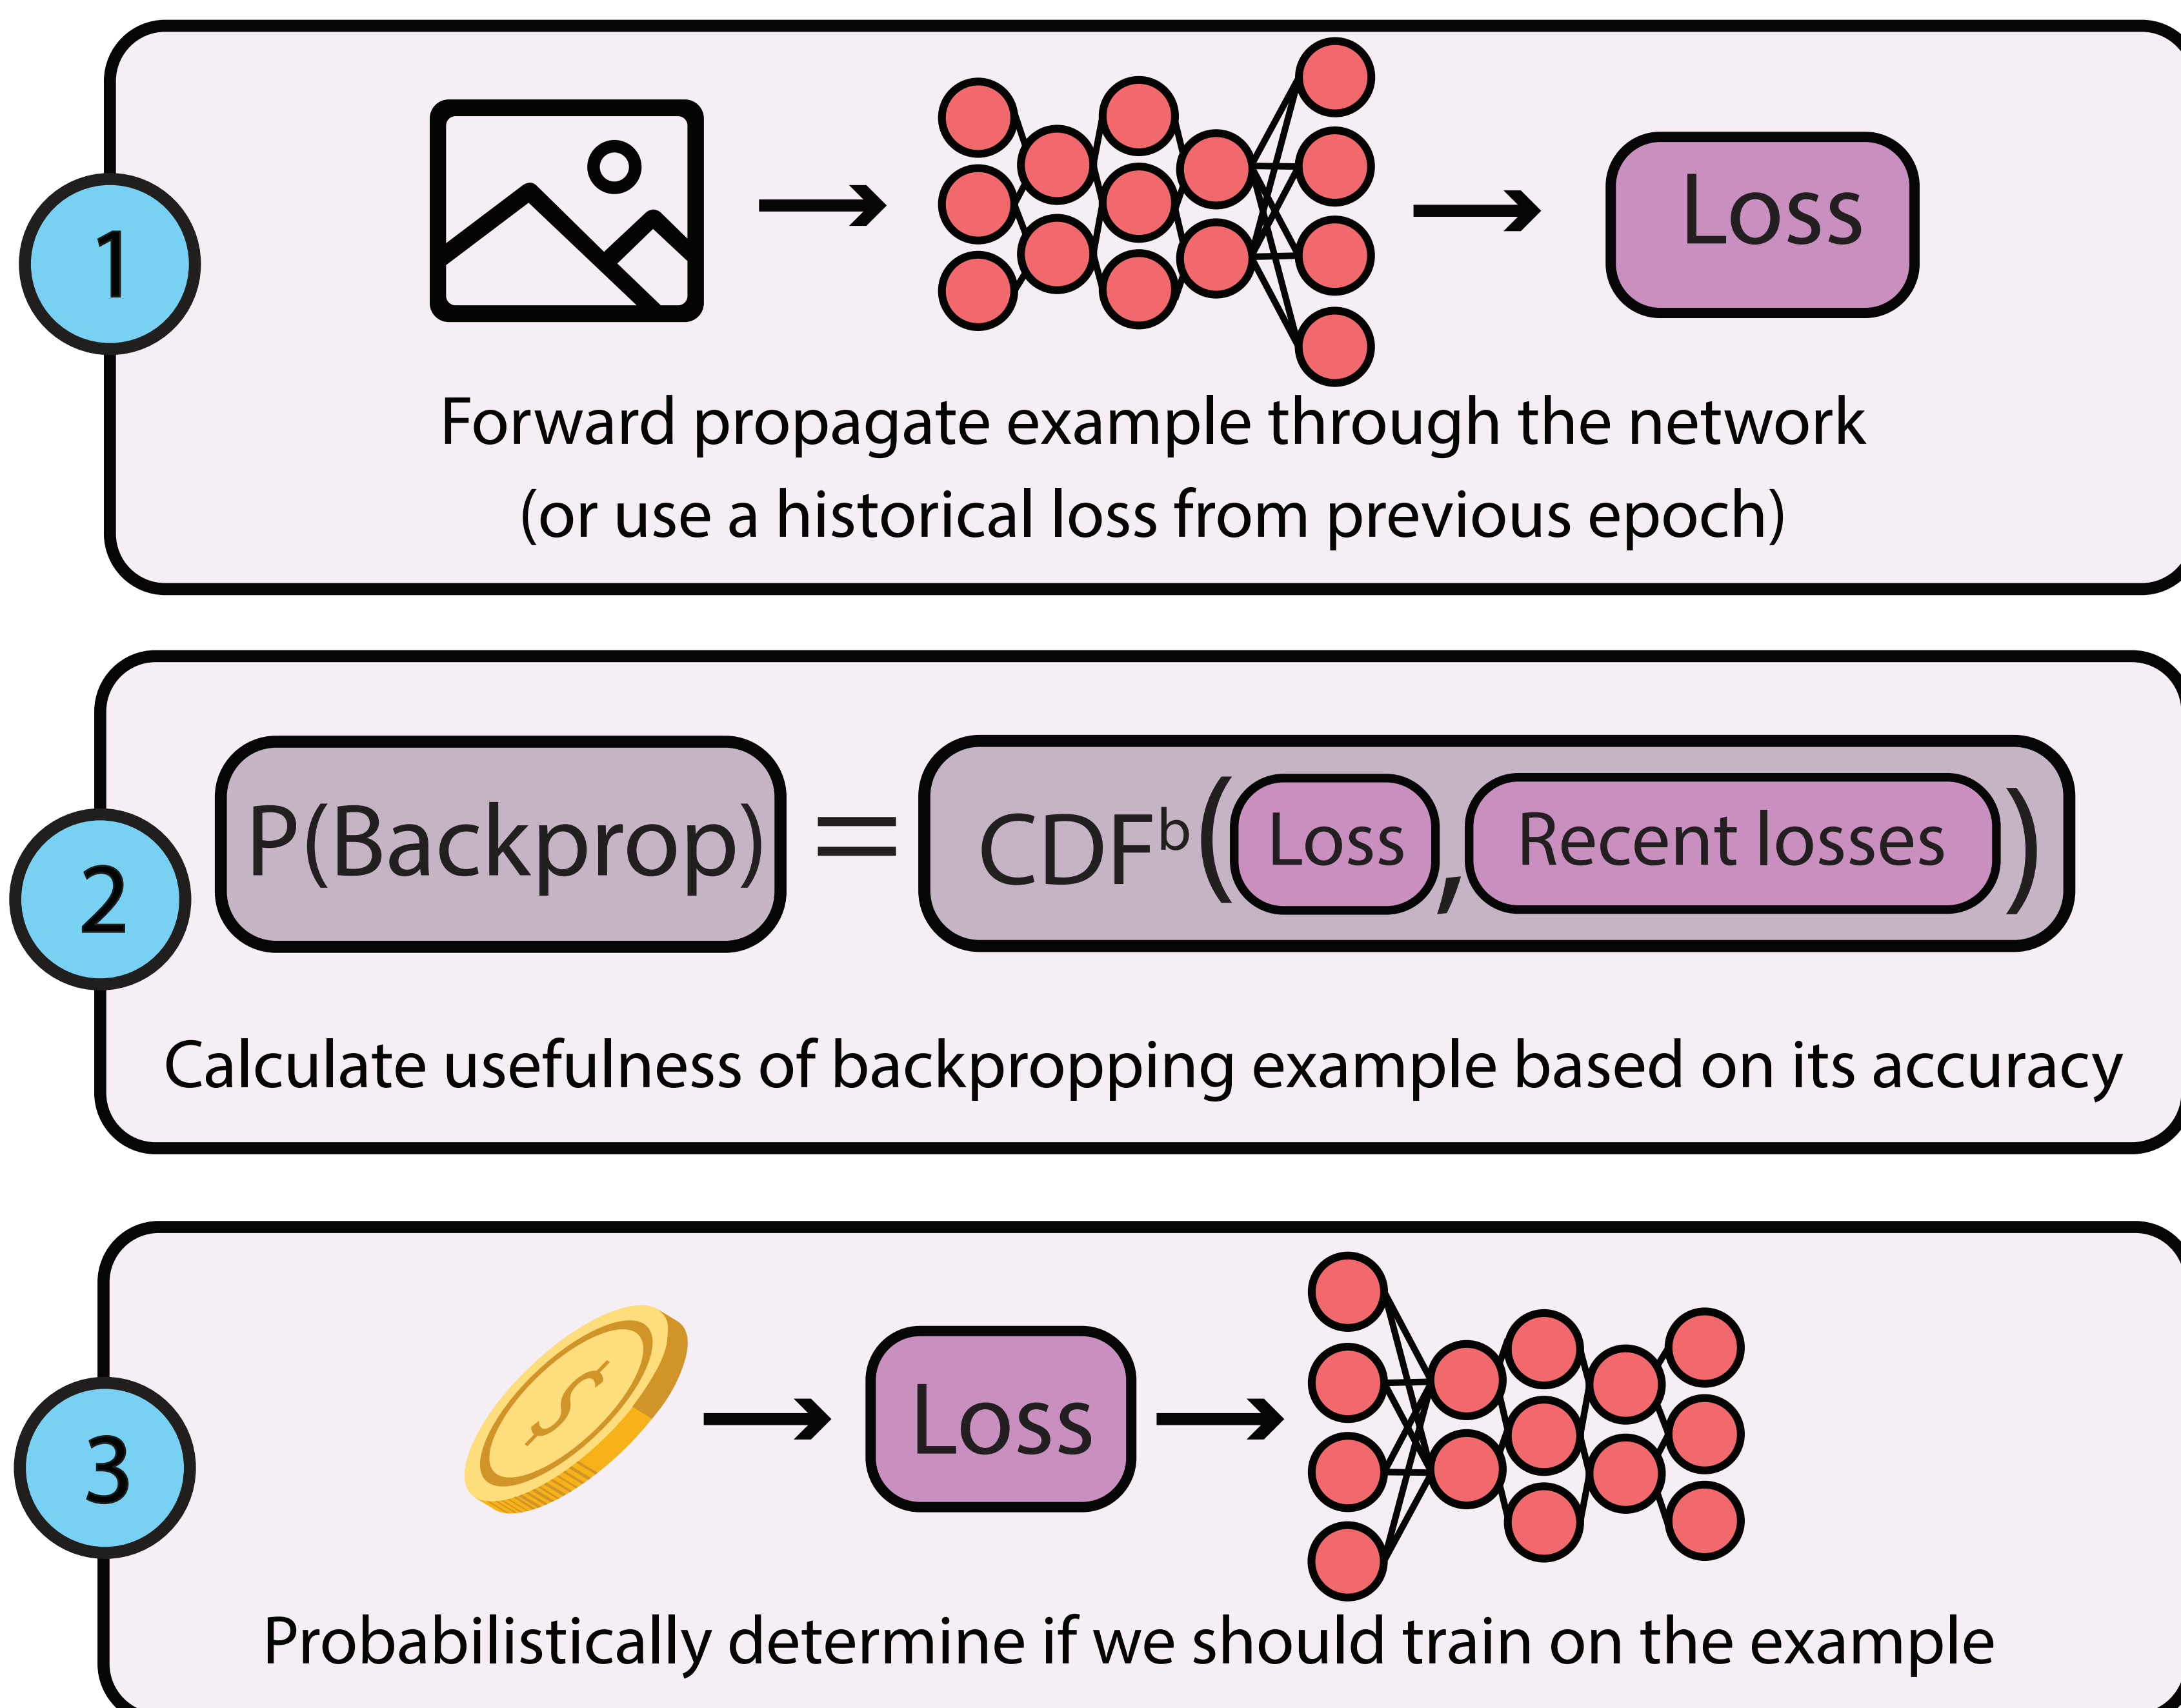 1
Loss
Forward propagate example through the network
(or use a historical loss from previous epoch)
2
P(Backprop) = CDFᵇ(Loss, Recent losses)
Calculate usefulness of backpropping example based on its accuracy
3
$
Loss
Probabilistically determine if we should train on the example